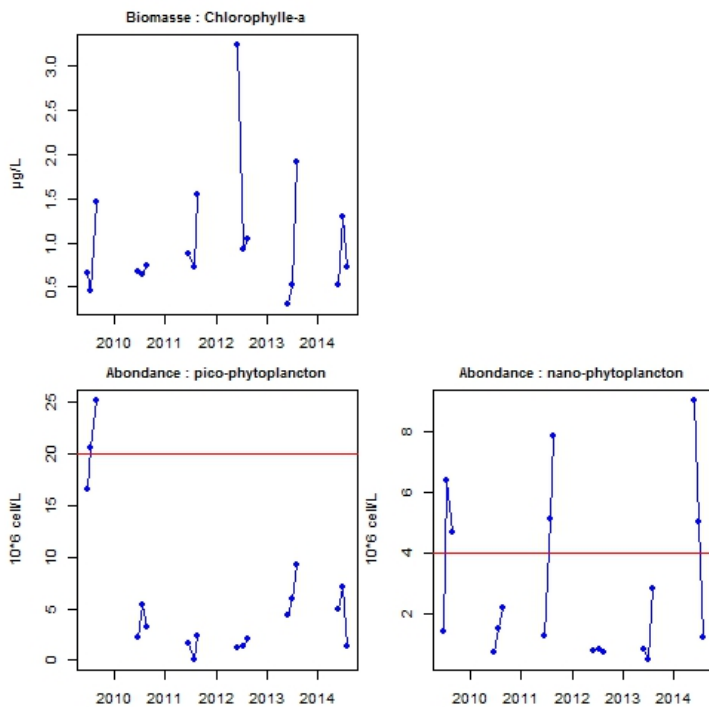 Biomasse : Chlorophylle-a
µg/L
3.0
2.5
2.0
1.5
1.0
0.5
2010 2011 2012 2013 2014
Abondance : pico-phytoplancton
10*6 cell/L
25
20
15
10
5
0
2010 2011 2012 2013 2014
Abondance : nano-phytoplancton
10*6 cell/L
8
6
4
2
2010 2011 2012 2013 2014